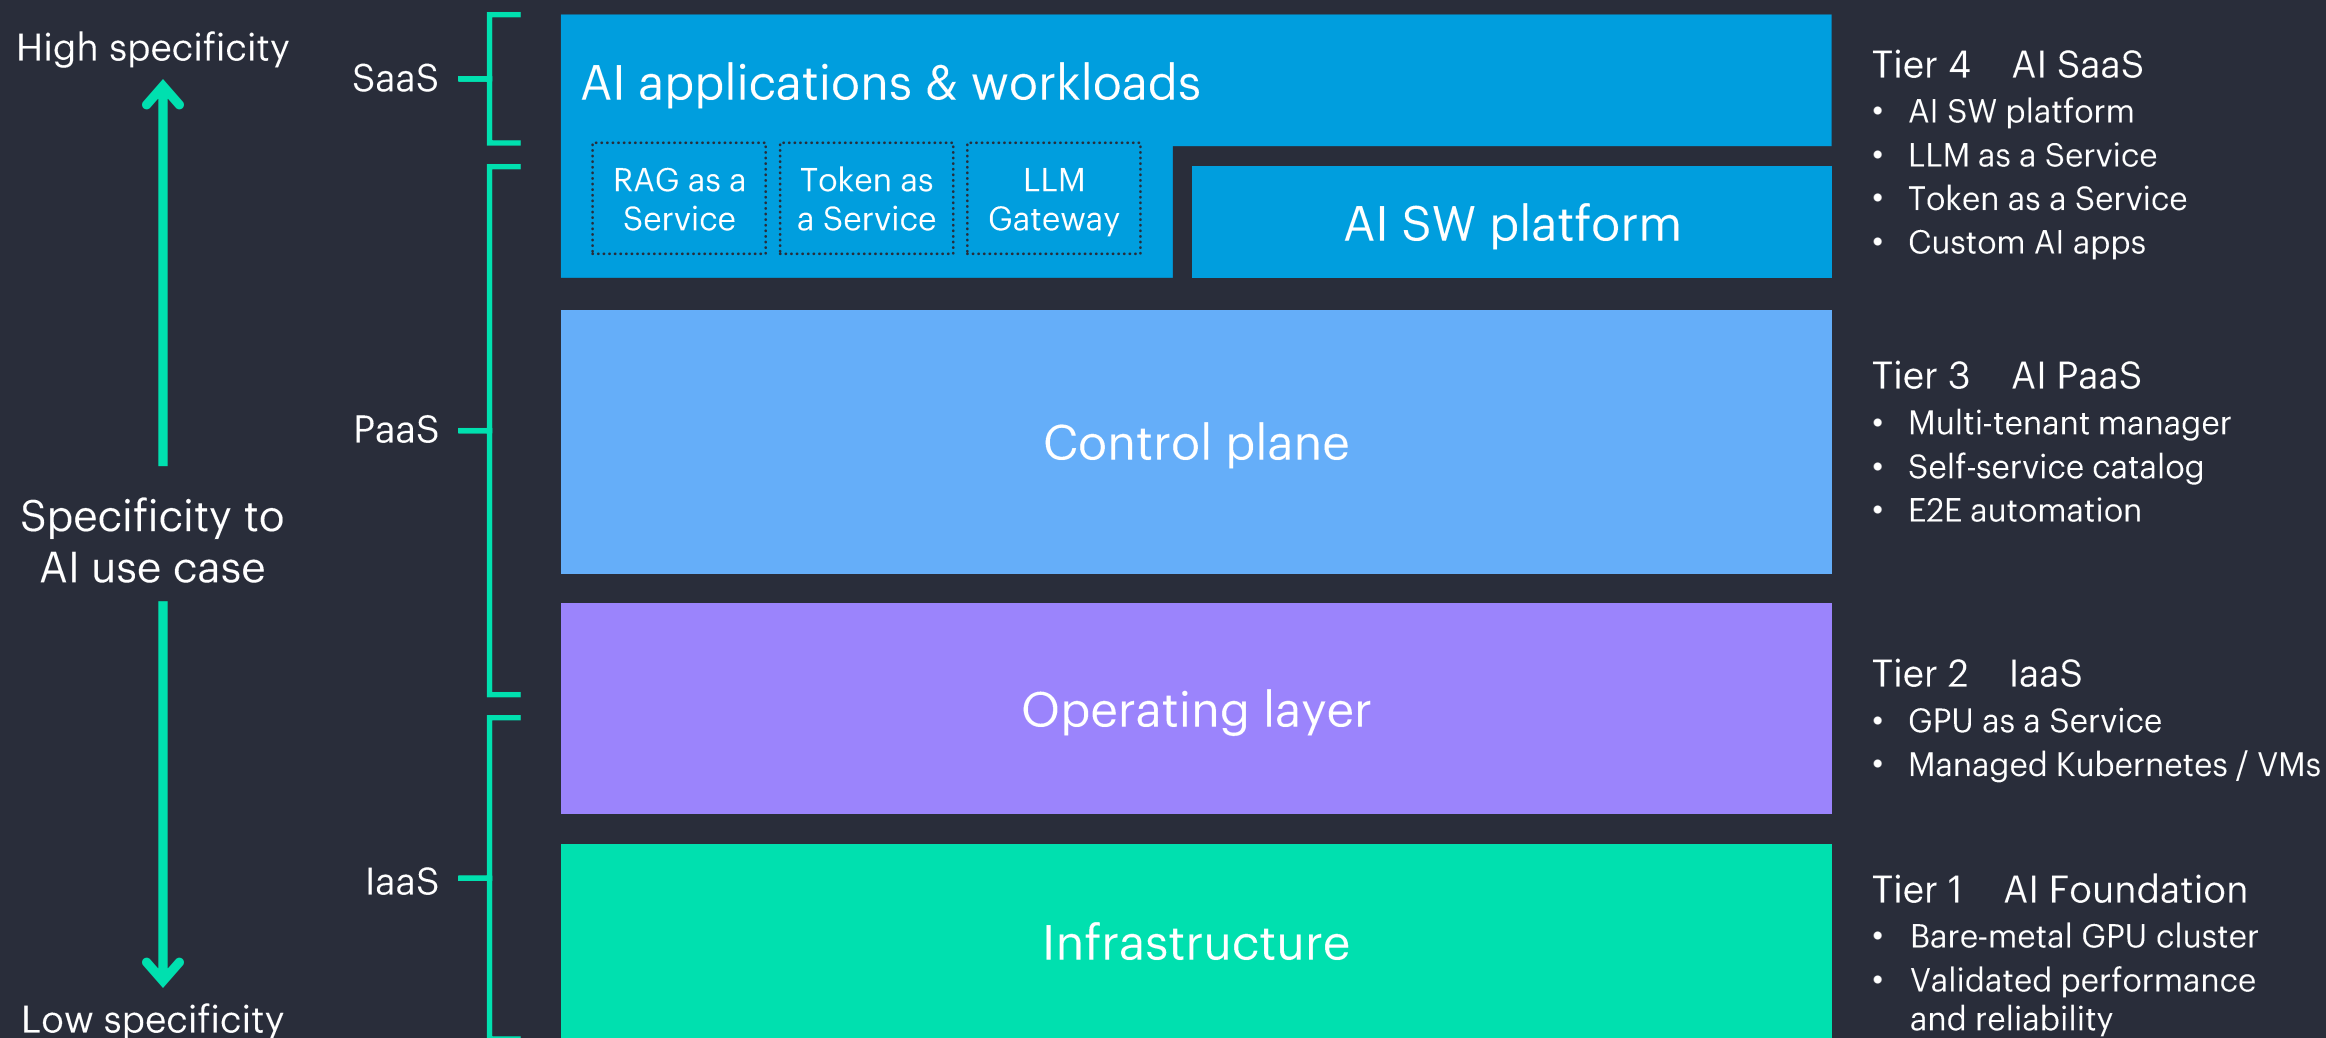 High specificity
Specificity to
AI use case
Low specificity
SaaS
PaaS
IaaS
AI applications & workloads
RAG as a
Service
Token as
a Service
LLM
Gateway
AI SW platform
Control plane
Operating layer
Infrastructure
Tier 4 AI SaaS
• AI SW platform
• LLM as a Service
• Token as a Service
• Custom AI apps
Tier 3 AI PaaS
• Multi-tenant manager
• Self-service catalog
• E2E automation
Tier 2 IaaS
• GPU as a Service
• Managed Kubernetes / VMs
Tier 1 AI Foundation
• Bare-metal GPU cluster
• Validated performance
and reliability